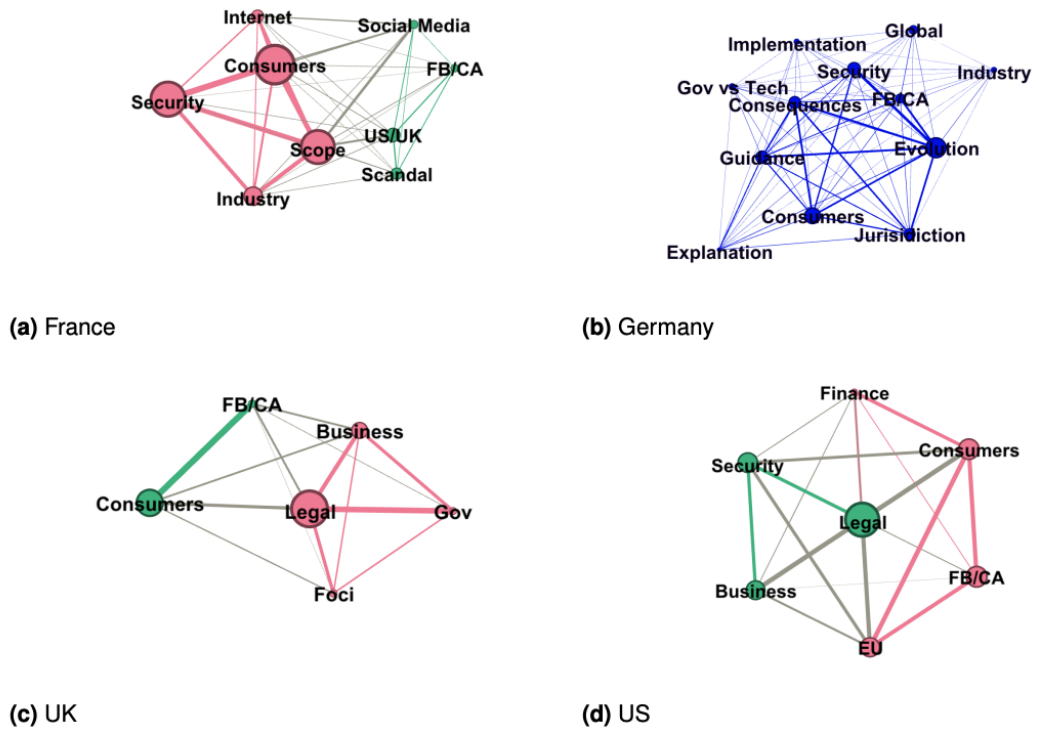 Internet
Social Media
Consumers
FB/CA
Security
US/UK
Scope
Scandal
Industry
(a) France
Global
Implementation
Security
Industry
Gov vs Tech
Consequences
FB/CA
Evolution
Guidance
Consumers
Jurisdiction
Explanation
(b) Germany
FB/CA
Business
Consumers
Legal
Gov
Foci
(c) UK
Finance
Consumers
Security
Legal
FB/CA
Business
EU
(d) US